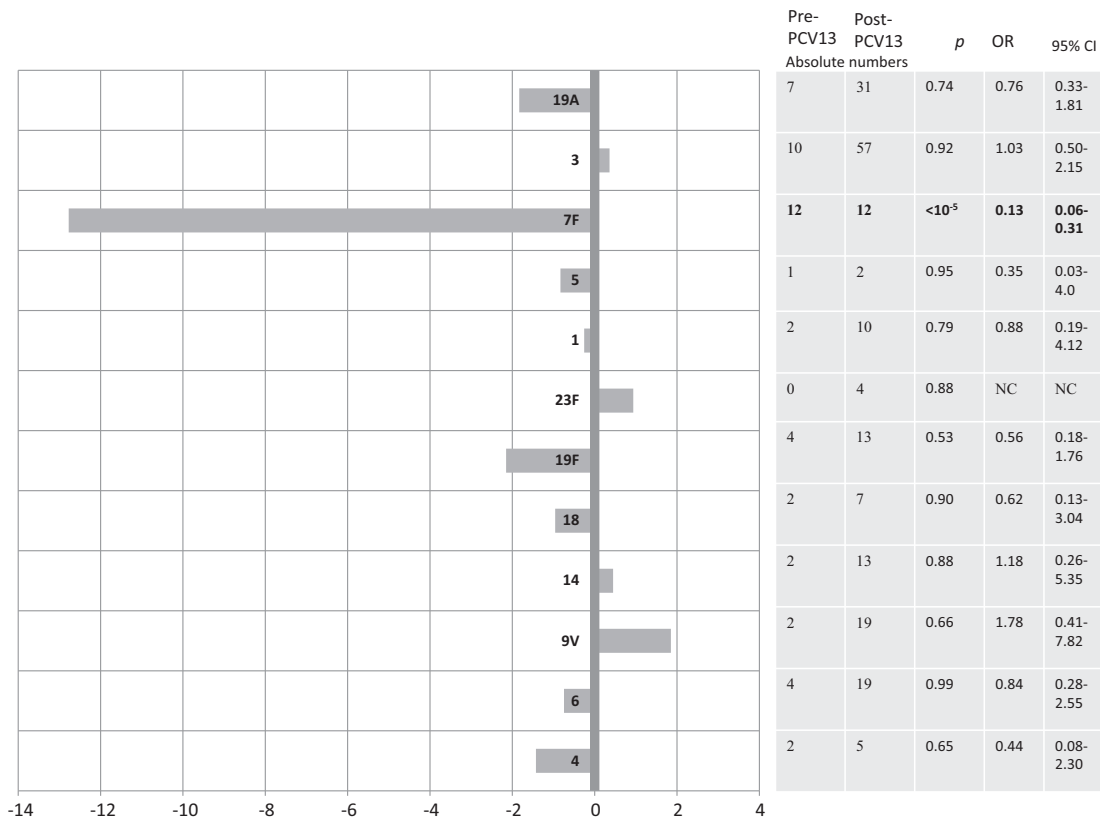 Pre- Post-
PCV13 PCV13 p OR 95% CI
Absolute numbers
19A 7 31 0.74 0.76 0.33-
1.81
3 10 57 0.92 1.03 0.50-
2.15
7F 12 12 <10-5 0.13 0.06-
0.31
5 1 2 0.95 0.35 0.03-
4.0
1 2 10 0.79 0.88 0.19-
4.12
23F 0 4 0.88 NC NC
19F 4 13 0.53 0.56 0.18-
1.76
18 2 7 0.90 0.62 0.13-
3.04
14 2 13 0.88 1.18 0.26-
5.35
9V 2 19 0.66 1.78 0.41-
7.82
6 4 19 0.99 0.84 0.28-
2.55
4 2 5 0.65 0.44 0.08-
2.30
-14 -12 -10 -8 -6 -4 -2 0 2 4